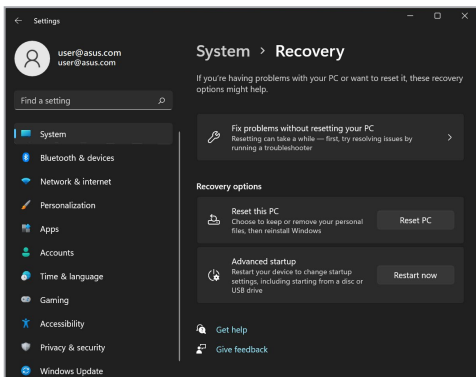 Settings
user@asus.com
user@asus.com
Find a setting
System
Bluetooth & devices
Network & internet
Personalization
Apps
Accounts
Time & language
Gaming
Accessibility
Privacy & security
Windows Update
System > Recovery
If you're having problems with your PC or want to reset it, these recovery
options might help.
Fix problems without resetting your PC
Resetting can take a while — first, try resolving issues by
running a troubleshooter
Recovery options
Reset this PC
Choose to keep or remove your personal
files, then reinstall Windows
Reset PC
Advanced startup
Restart your device to change startup
settings, including starting from a disc or
USB drive
Restart now
Get help
Give feedback